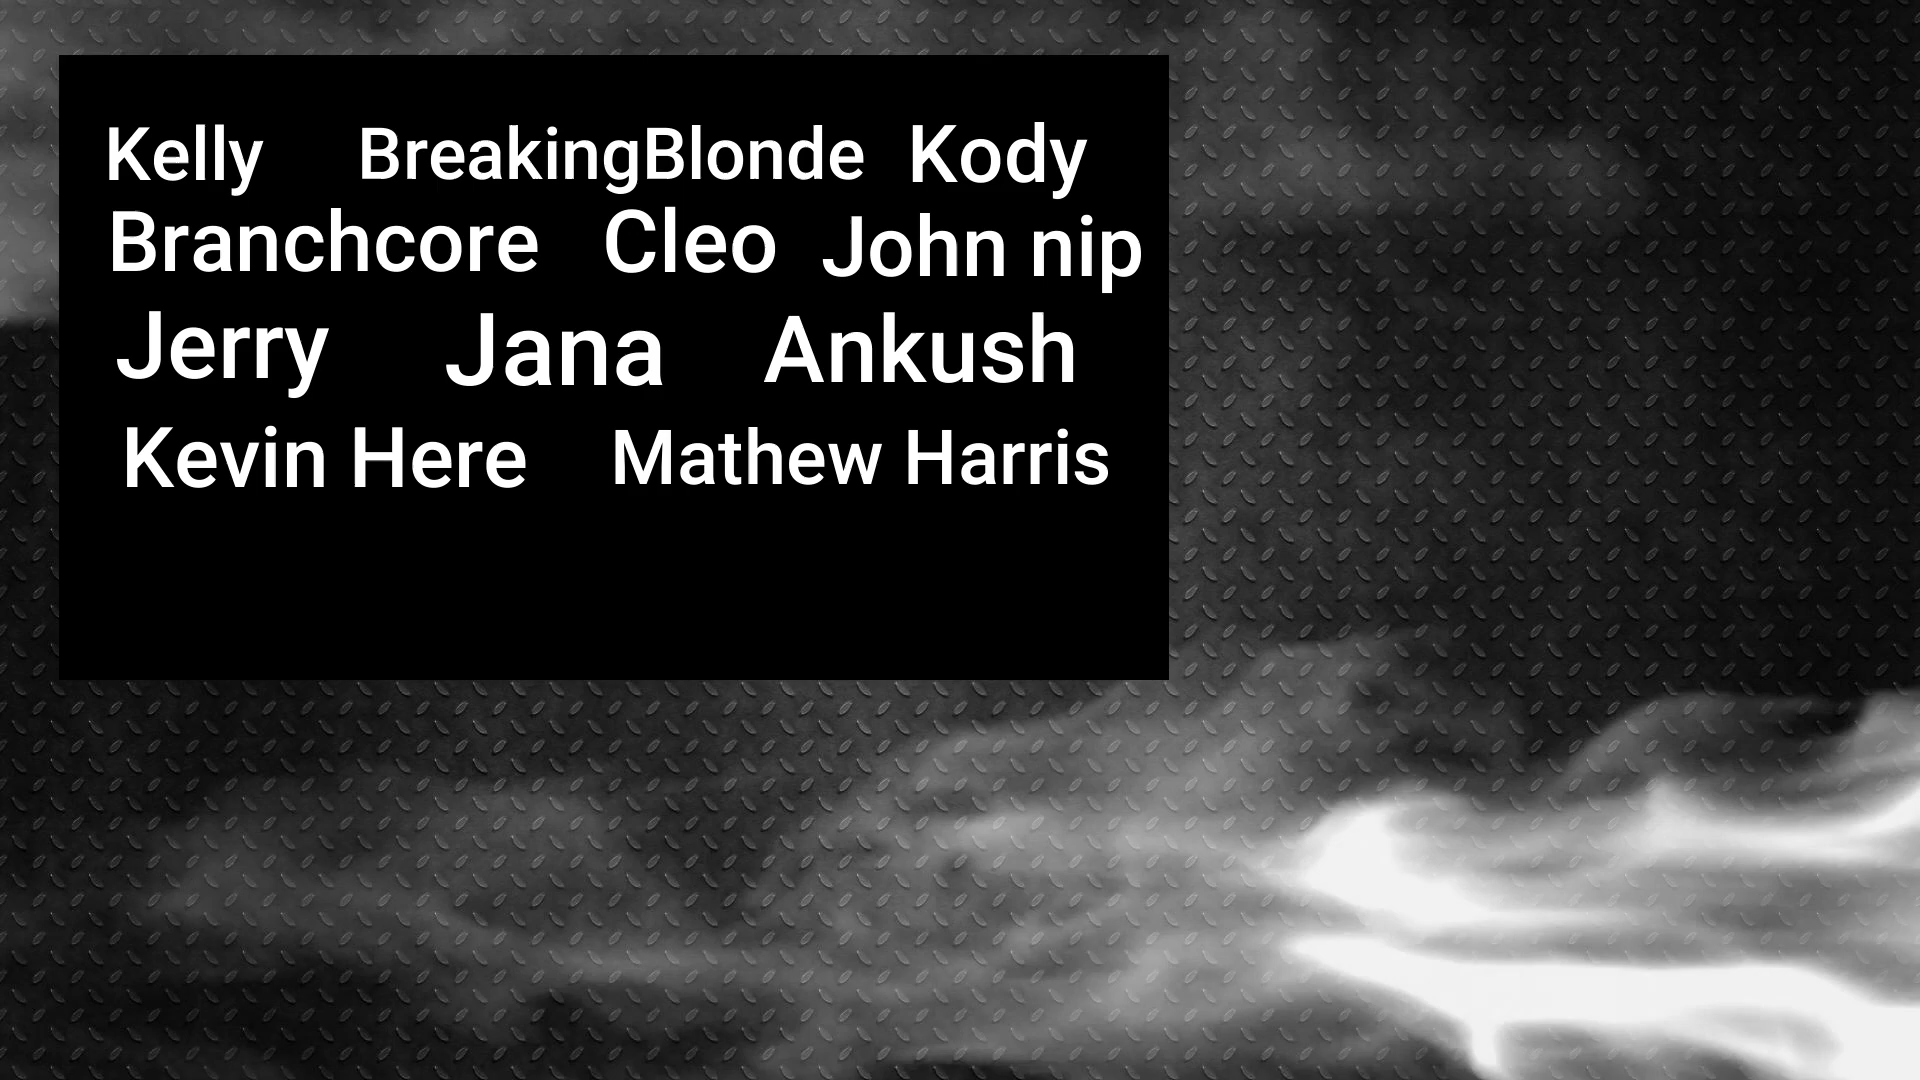 Kelly BreakingBlonde Kody
Branchcore Cleo John nip
Jerry Jana Ankush
Kevin Here Mathew Harris